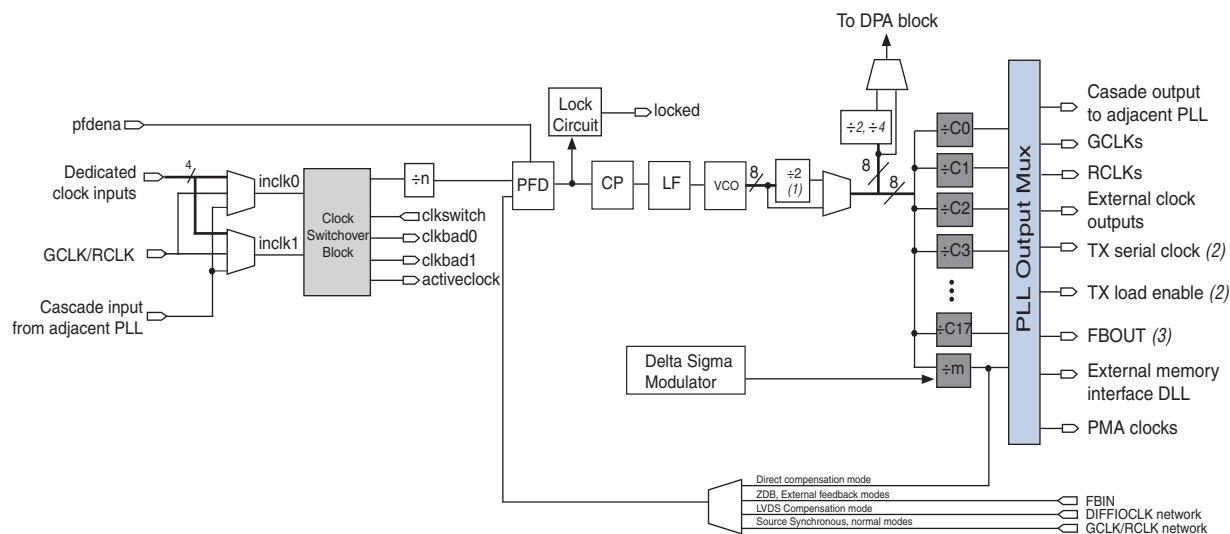 To DPA block
Lock
Circuit
locked
pfdena
Dedicated
clock inputs
4
inclk0
inclk1
GCLK/RCLK
Cascade input
from adjacent PLL
Clock
Switchover
Block
÷n
clkswitch
clkbad0
clkbad1
activeclock
PFD
CP
LF
VCO
8
÷2
(1)
÷2, ÷4
8
8
÷C0
÷C1
÷C2
÷C3
÷C17
÷m
Delta Sigma
Modulator
PLL Output Mux
Casade output
to adjacent PLL
GCLKs
RCLKs
External clock
outputs
TX serial clock (2)
TX load enable (2)
FBOUT (3)
External memory
interface DLL
PMA clocks
Direct compensation mode
ZDB, External feedback modes
LVDS Compensation mode
Source Synchronous, normal modes
FBIN
DIFFIOCLK network
GCLK/RCLK network